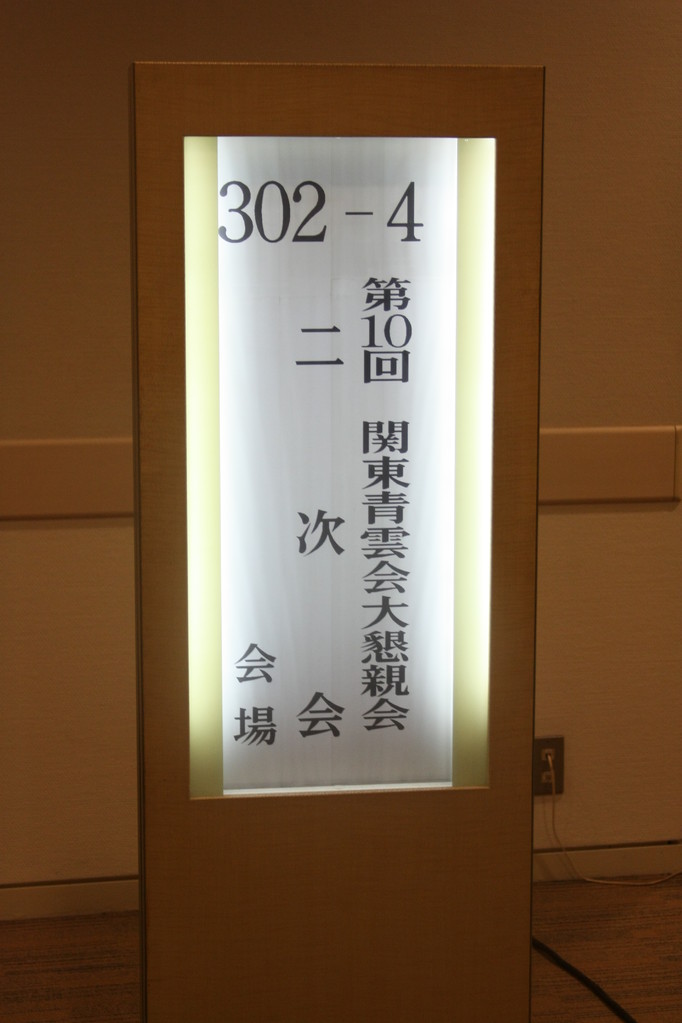 302-4
第10回 関東青雲会大懇親会
二次会
会場